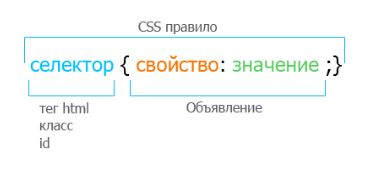 CSS правило
селектор { свойство: значение ;}
тег html
класс
id
Объявление